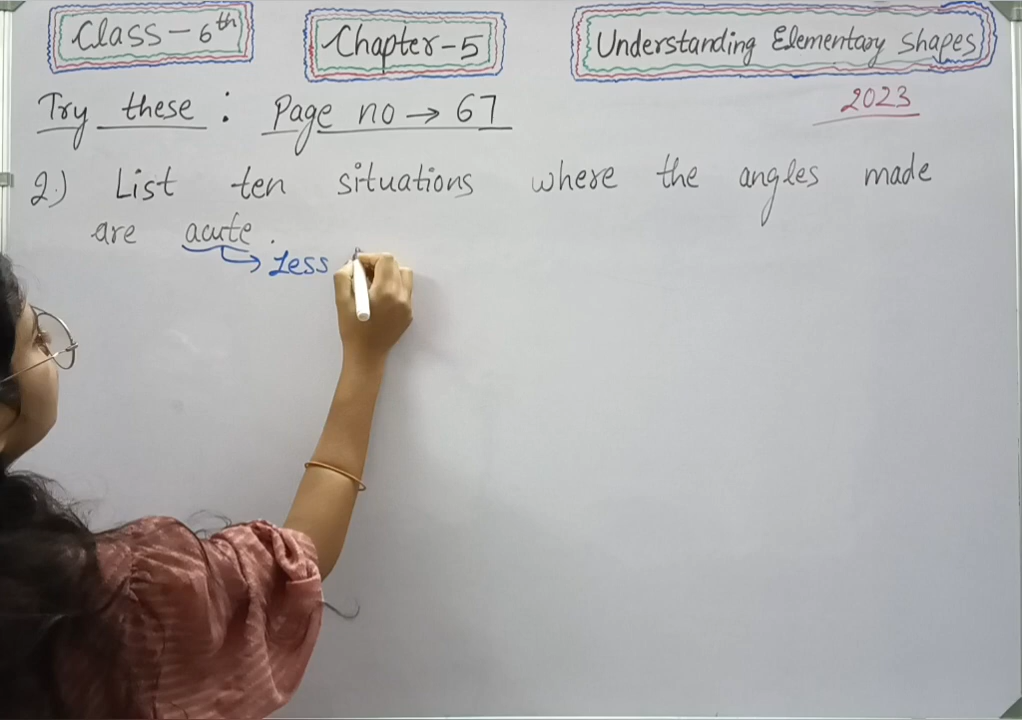 Class - 6th
Chapter - 5
Understanding Elementary Shapes
2023
Try these : Page no → 67
2.) List ten situations where the angles made
are acute.
Less